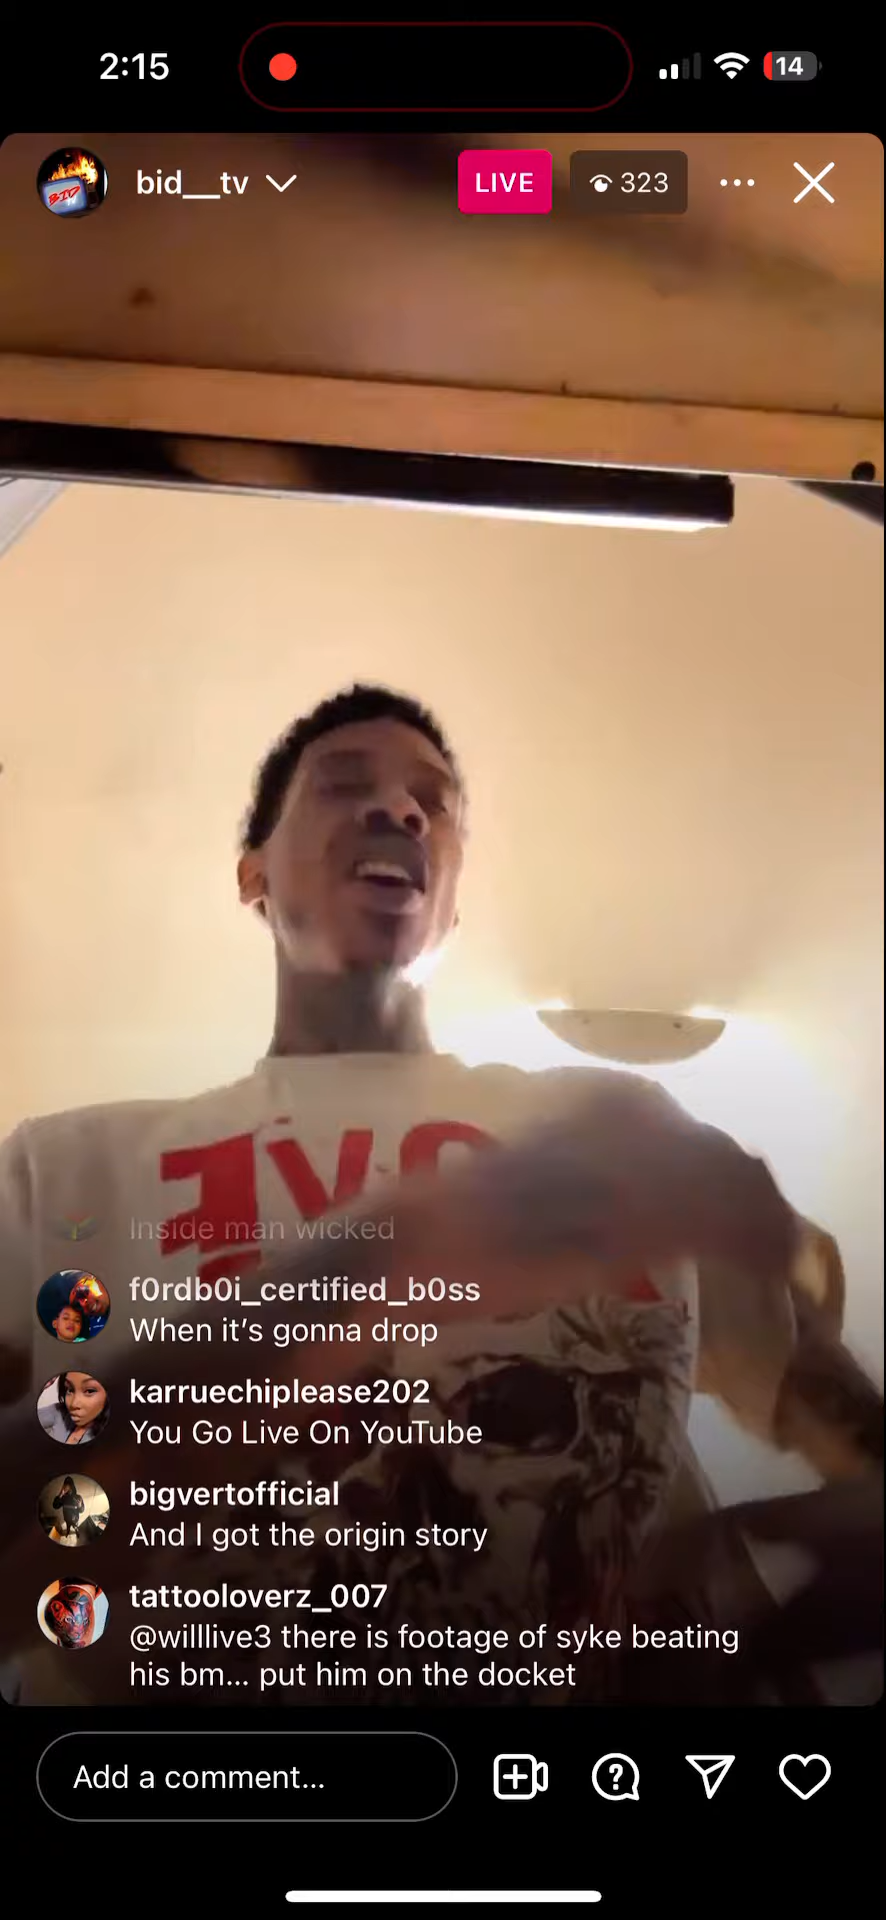 2:15
14
BID
bid__tv
LIVE
323
Inside man wicked
f0rdb0i_certified_b0ss
When it's gonna drop
karruechiplease202
You Go Live On YouTube
bigvertofficial
And I got the origin story
tattooloverz_007
@willlive3 there is footage of syke beating
his bm... put him on the docket
Add a comment...